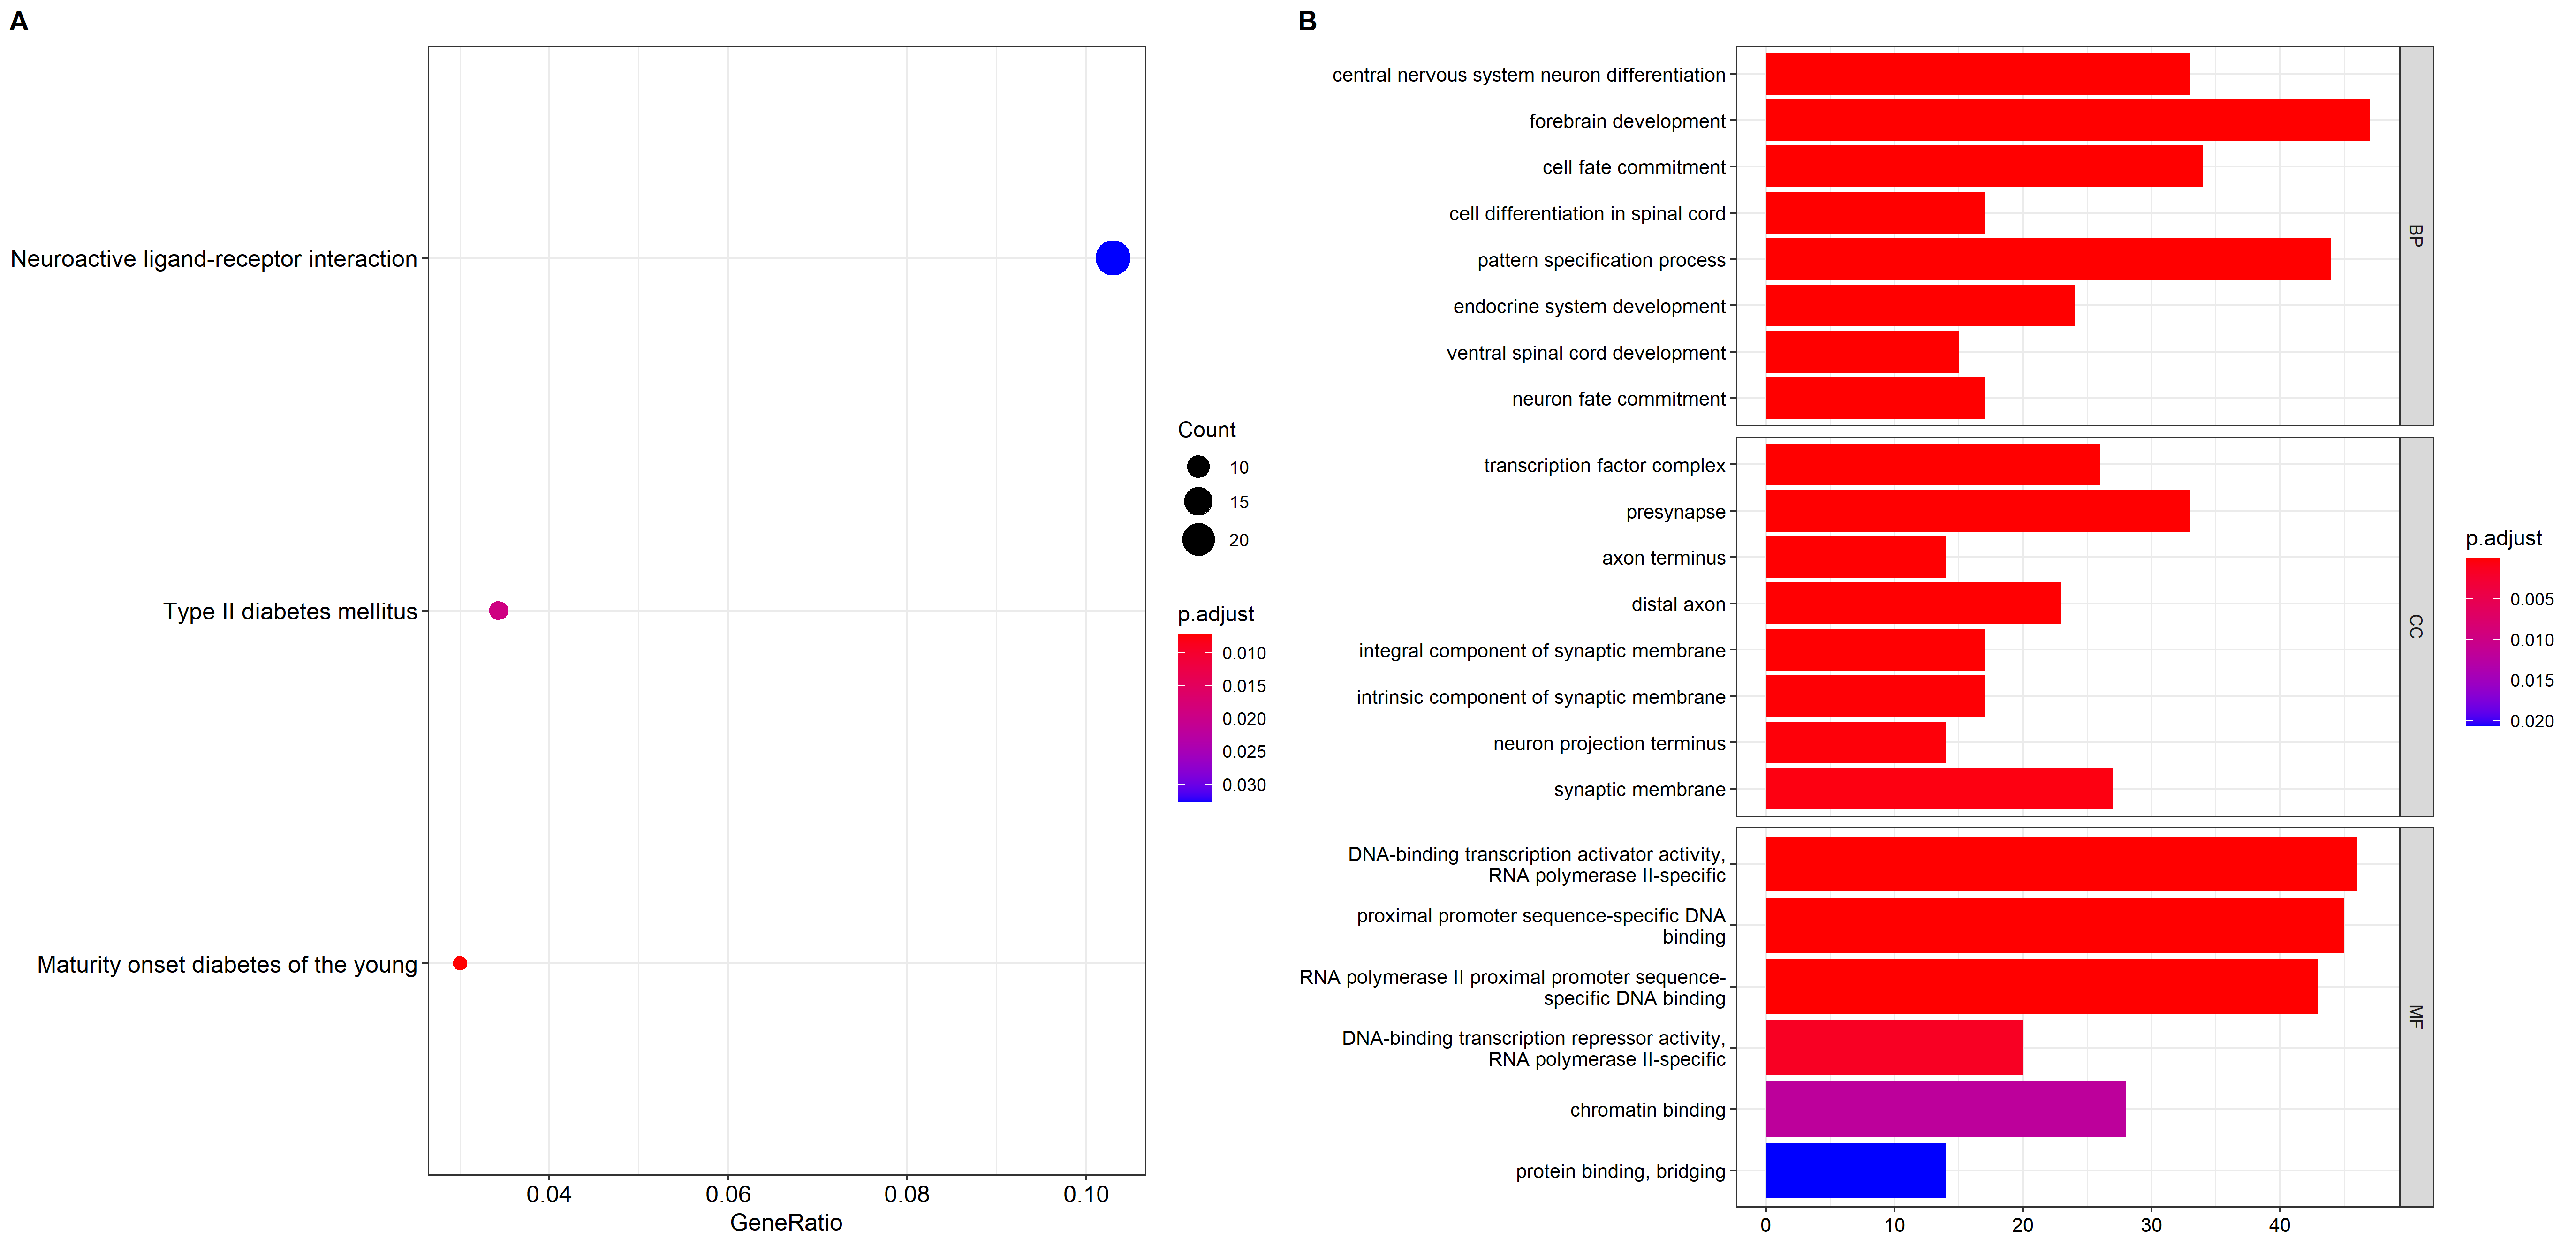 A
Neuroactive ligand-receptor interaction
Type II diabetes mellitus
Maturity onset diabetes of the young
0.04
0.06
0.08
0.10
GeneRatio
Count
10
15
20
p.adjust
0.010
0.015
0.020
0.025
0.030
B
central nervous system neuron differentiation
forebrain development
cell fate commitment
cell differentiation in spinal cord
pattern specification process
endocrine system development
ventral spinal cord development
neuron fate commitment
BP
transcription factor complex
presynapse
axon terminus
distal axon
integral component of synaptic membrane
intrinsic component of synaptic membrane
neuron projection terminus
synaptic membrane
CC
DNA-binding transcription activator activity,
RNA polymerase II-specific
proximal promoter sequence-specific DNA
binding
RNA polymerase II proximal promoter sequence-
specific DNA binding
DNA-binding transcription repressor activity,
RNA polymerase II-specific
chromatin binding
protein binding, bridging
MF
0
10
20
30
40
p.adjust
0.005
0.010
0.015
0.020